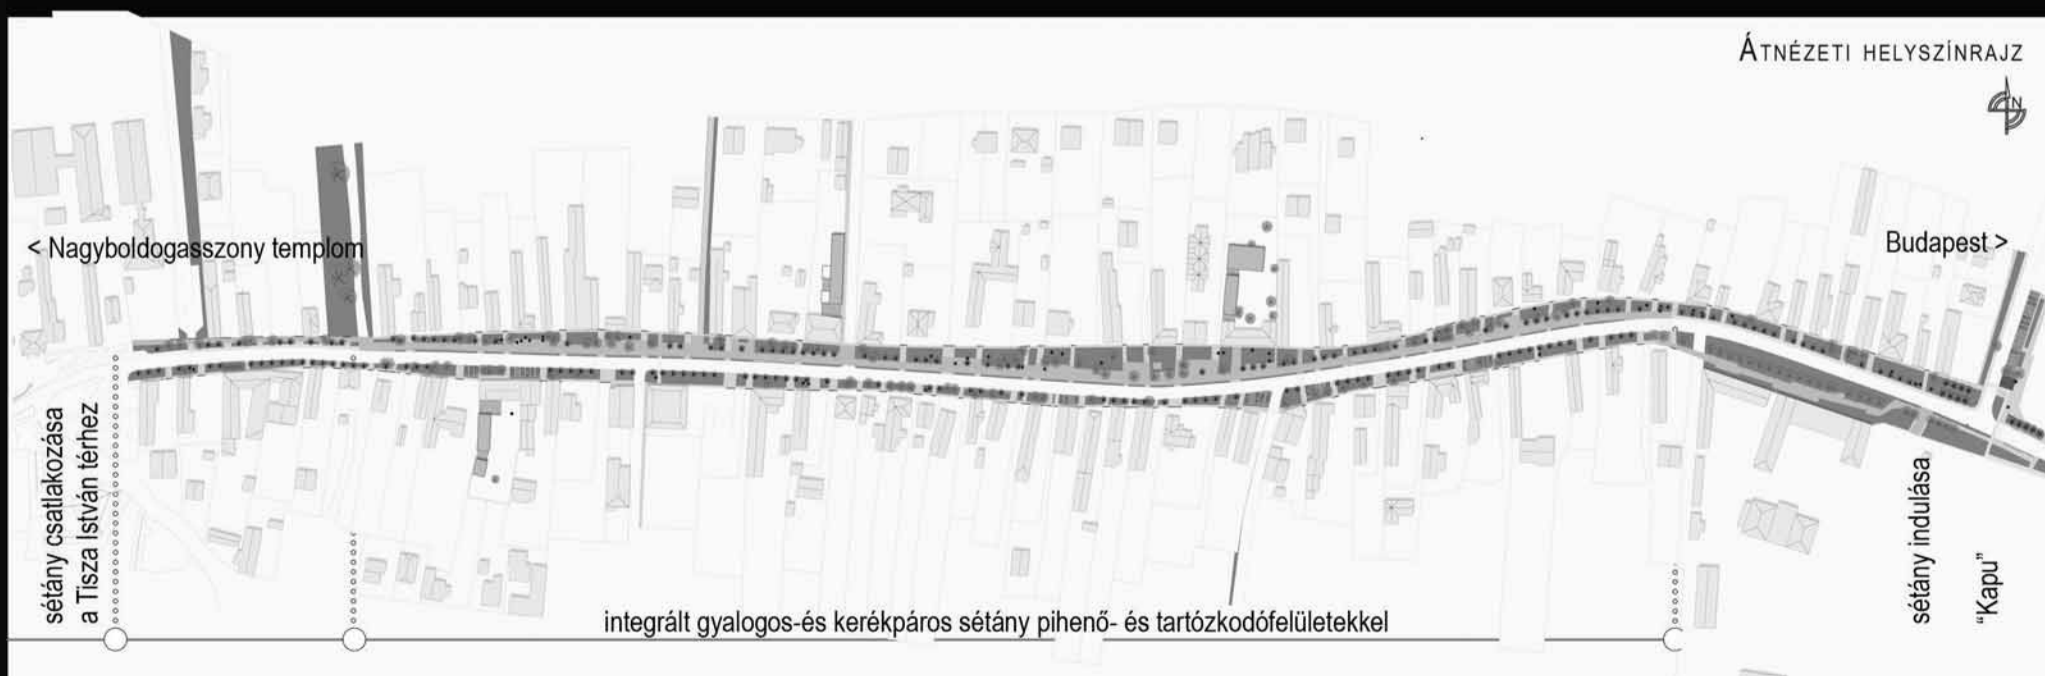 ÁTNÉZETI HELYSZÍNRAJZ
N
< Nagyboldogasszony templom
Budapest >
sétány csatlakozása
a Tisza István térhez
integrált gyalogos-és kerékpáros sétány pihenő- és tartózkodófelületekkel
sétány indulása
"Kapu”